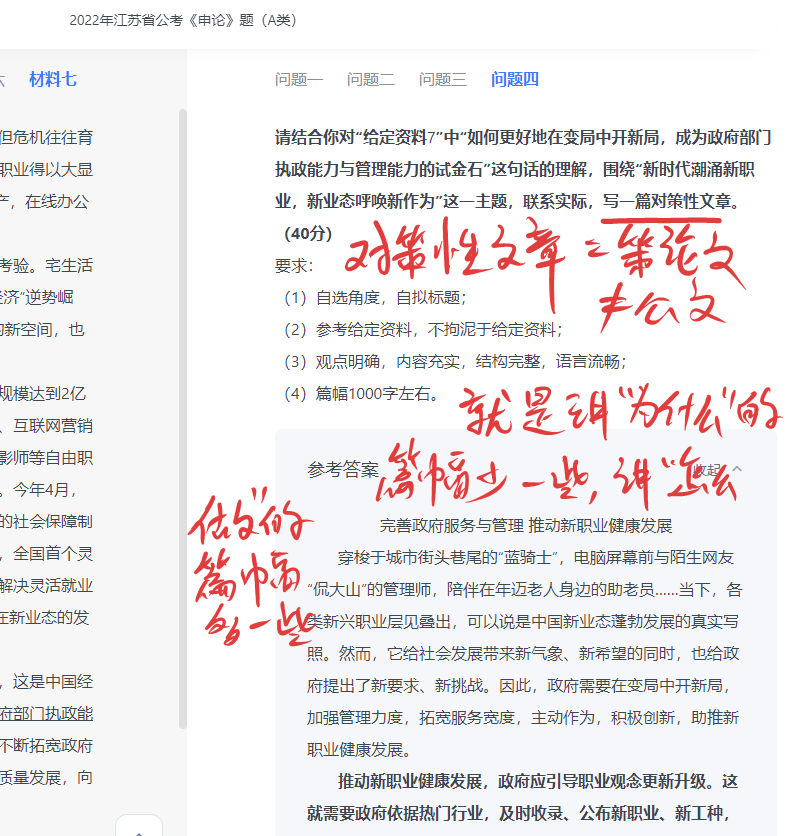 2022年江苏省公考《申论》题（A类）
材料七
问题一 问题二 问题三 问题四
但危机往往育
职业得以大显
产，在线办公
考验。宅生活
经济”逆势崛
的新空间，也
规模达到2亿
、互联网营销
影师等自由职
。今年4月，
的社会保障制
，全国首个灵
解决灵活就业
在新业态的发
，这是中国经
府部门执政能
不断拓宽政府
质量发展，向
请结合你对“给定资料7”中“如何更好地在变局中开新局，成为政府部门
执政能力与管理能力的试金石”这句话的理解，围绕“新时代潮涌新职
业，新业态呼唤新作为”这一主题，联系实际，写一篇对策性文章。
（40分）
对策性文章=策论文
≠公文
要求：
（1）自选角度，自拟标题；
（2）参考给定资料，不拘泥于给定资料；
（3）观点明确，内容充实，结构完整，语言流畅；
（4）篇幅1000字左右。
就是讲“为什么”的
篇幅少一些，讲“怎么
做”的
篇幅
多一些
参考答案
收起
完善政府服务与管理 推动新职业健康发展
穿梭于城市街头巷尾的“蓝骑士”，电脑屏幕前与陌生网友
“侃大山”的管理师，陪伴在年迈老人身边的助老员......当下，各
类新兴职业层见叠出，可以说是中国新业态蓬勃发展的真实写
照。然而，它给社会发展带来新气象、新希望的同时，也给政
府提出了新要求、新挑战。因此，政府需要在变局中开新局，
加强管理力度，拓宽服务宽度，主动作为，积极创新，助推新
职业健康发展。
推动新职业健康发展，政府应引导职业观念更新升级。这
就需要政府依据热门行业，及时收录、公布新职业、新工种，